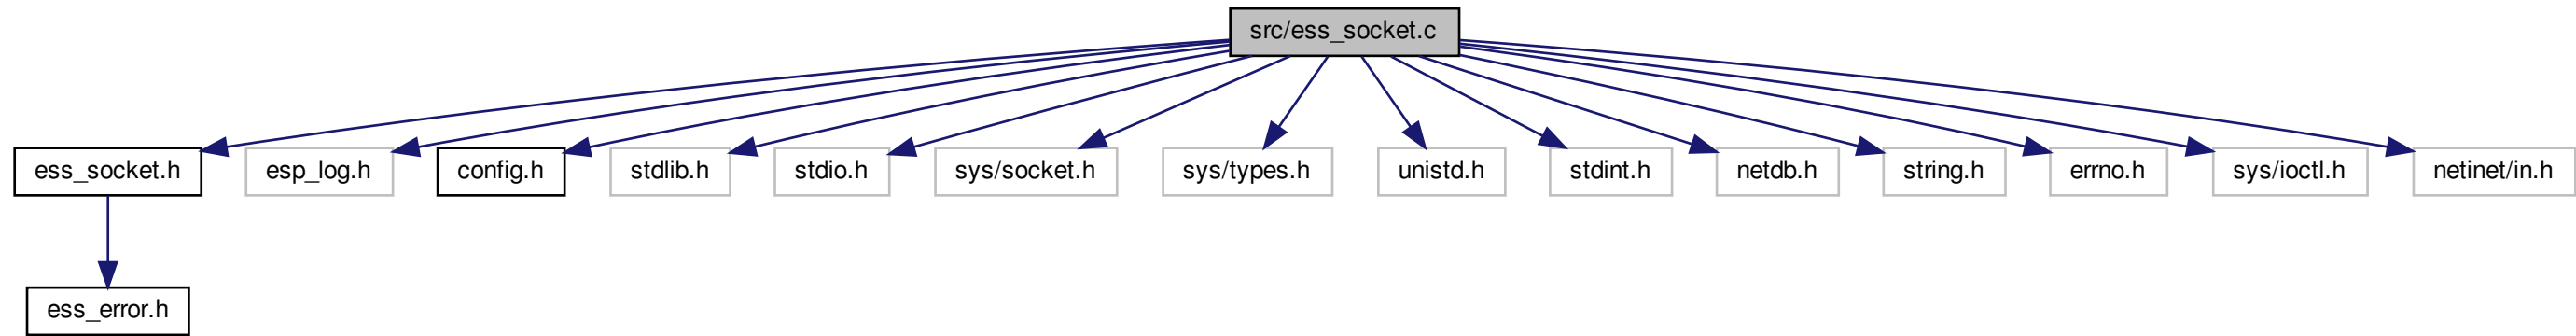 src/ess_socket.c
ess_socket.h
esp_log.h
config.h
stdlib.h
stdio.h
sys/socket.h
sys/types.h
unistd.h
stdint.h
netdb.h
string.h
errno.h
sys/ioctl.h
netinet/in.h
ess_error.h